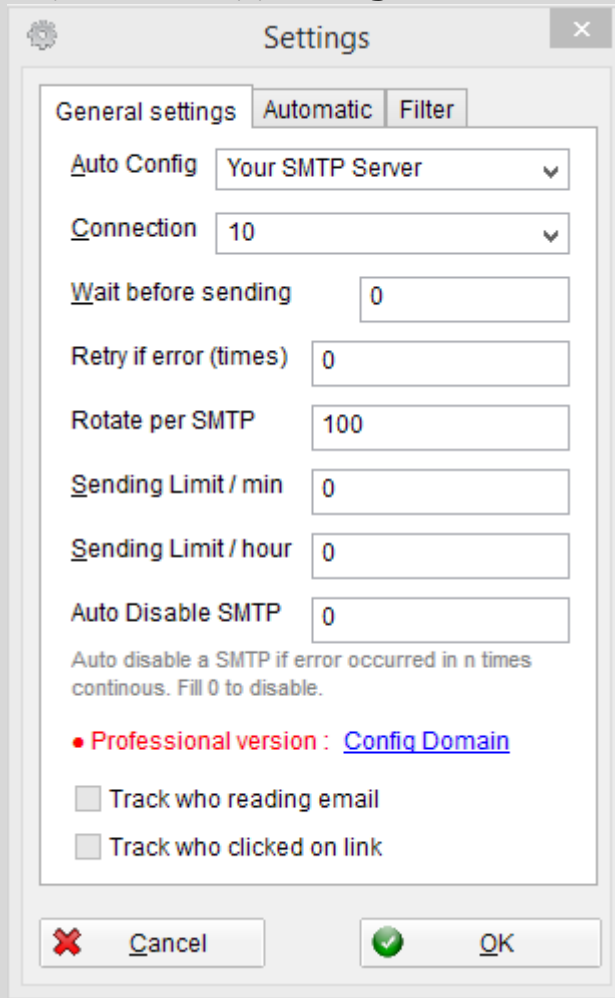 Settings
General settings Automatic Filter
Auto Config Your SMTP Server
Connection 10
Wait before sending 0
Retry if error (times) 0
Rotate per SMTP 100
Sending Limit / min 0
Sending Limit / hour 0
Auto Disable SMTP 0
Auto disable a SMTP if error occurred in n times
continous. Fill 0 to disable.
• Professional version : Config Domain
Track who reading email
Track who clicked on link
Cancel OK